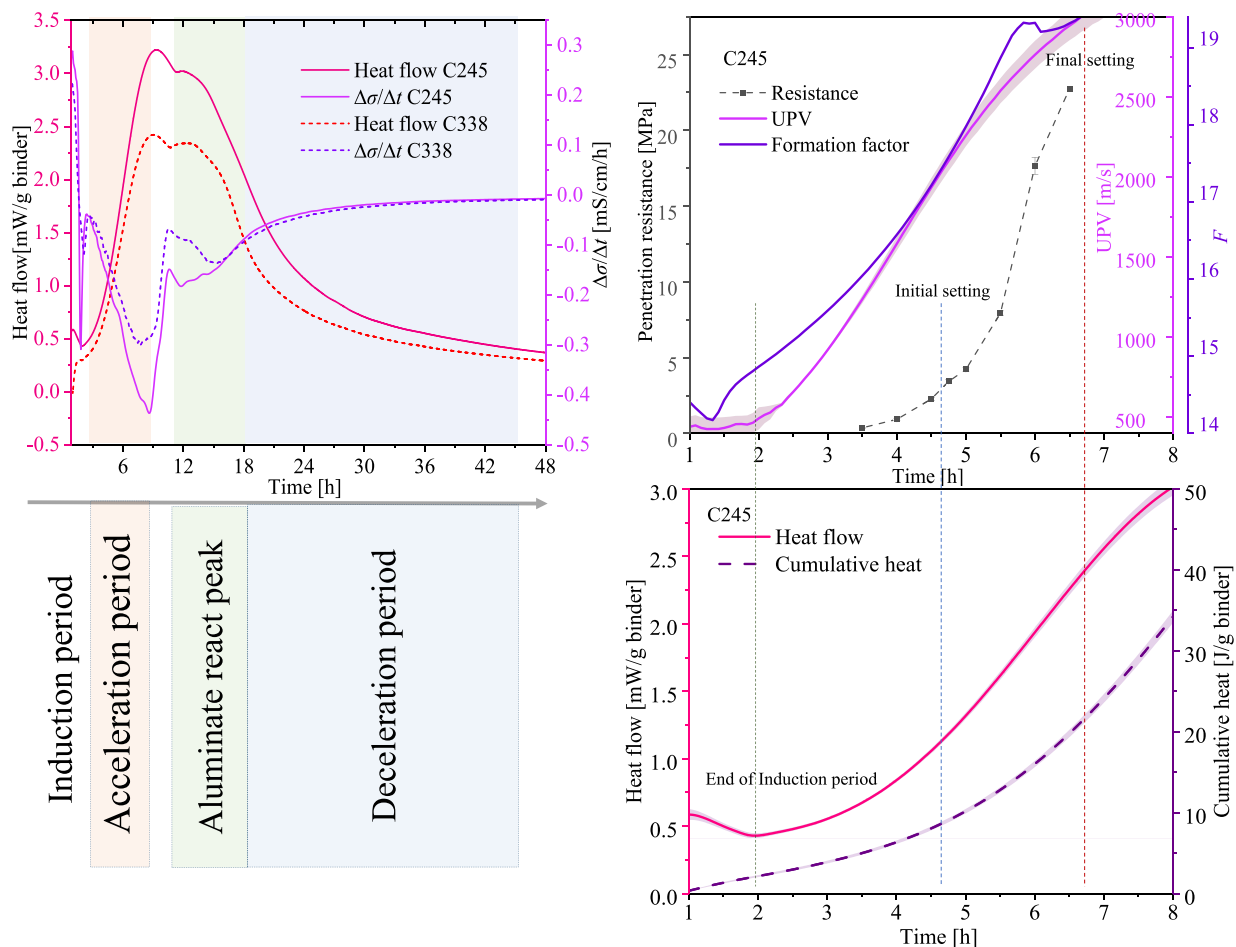 3.5
3.0
2.5
2.0
1.5
1.0
0.5
0.0
-0.5
Heat flow[mW/g binder]
Heat flow C245
Δσ/Δt C245
Heat flow C338
Δσ/Δt C338
0.3
0.2
0.1
0.0
-0.1
-0.2
-0.3
-0.4
-0.5
Δσ/Δt [mS/cm/h]
6 12 18 24 30 36 42 48
Time [h]
Induction period
Acceleration period
Aluminate react peak
Deceleration period
25
20
15
10
5
0
Penetration resistance [MPa]
C245
Resistance
UPV
Formation factor
Final setting
Initial setting
3000
2500
2000
1500
1000
500
UPV [m/s]
19
18
17
16
15
14
F
1 2 3 4 5 6 7 8
Time [h]
3.0
2.5
2.0
1.5
1.0
0.5
0.0
Heat flow [mW/g binder]
C245
Heat flow
Cumulative heat
End of Induction period
50
40
30
20
10
0
Cumulative heat [J/g binder]
1 2 3 4 5 6 7 8
Time [h]